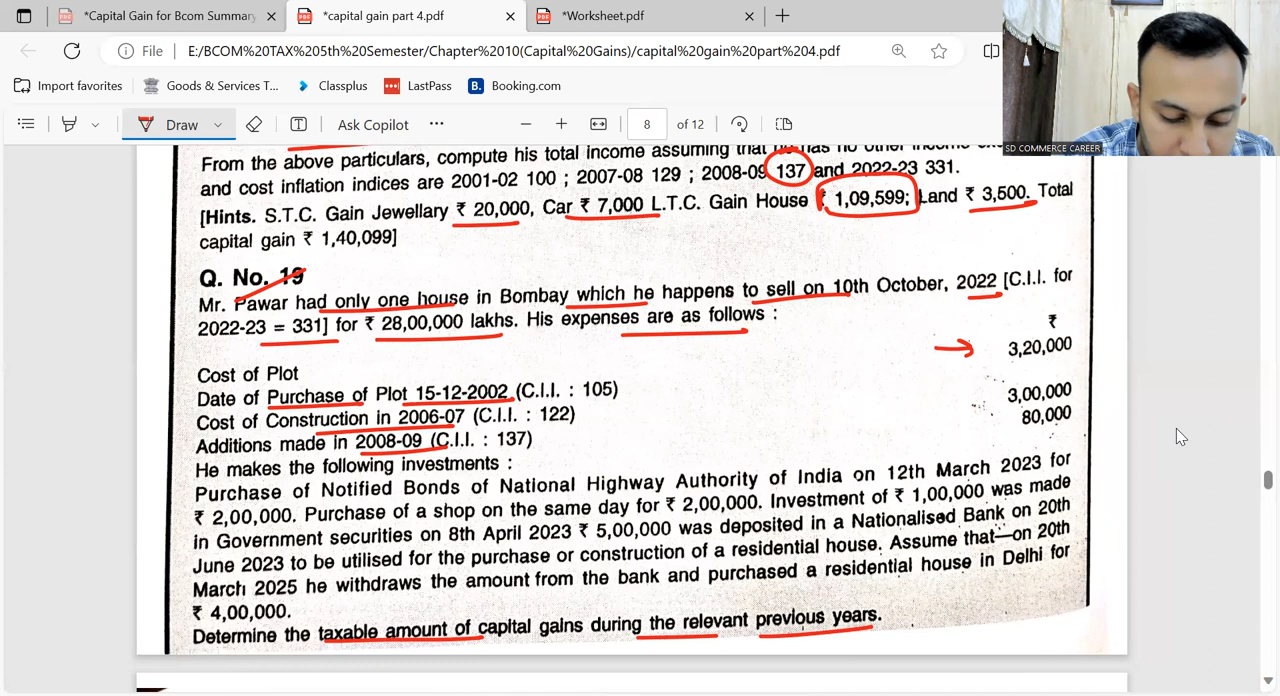 *Capital Gain for Bcom Summary
*capital gain part 4.pdf
*Worksheet.pdf
File
E:/BCOM%20TAX%205th%20Semester/Chapter%2010(Capital%20Gains)/capital%20gain%20part%204.pdf
Import favorites
Goods & Services T...
Classplus
LastPass
Booking.com
Draw
Ask Copilot
8
of 12
SD COMMERCE CAREER
From the above particulars, compute his total income assuming that has no other income
and cost inflation indices are 2001-02 100 ; 2007-08 129 ; 2008-09 137 and 2022-23 331.
[Hints. S.T.C. Gain Jewellary ₹ 20,000, Car ₹ 7,000 L.T.C. Gain House ₹ 1,09,599; Land ₹ 3,500. Total
capital gain ₹ 1,40,099]
Q. No. 19
Mr. Pawar had only one house in Bombay which he happens to sell on 10th October, 2022 [C.I.I. for
2022-23 = 331] for ₹ 28,00,000 lakhs. His expenses are as follows :
₹
Cost of Plot 3,20,000
Date of Purchase of Plot 15-12-2002 (C.I.I. : 105)
Cost of Construction in 2006-07 (C.I.I. : 122) 3,00,000
Additions made in 2008-09 (C.I.I. : 137) 80,000
He makes the following investments :
Purchase of Notified Bonds of National Highway Authority of India on 12th March 2023 for
₹ 2,00,000. Purchase of a shop on the same day for ₹ 2,00,000. Investment of ₹ 1,00,000 was made
in Government securities on 8th April 2023 ₹ 5,00,000 was deposited in a Nationalised Bank on 20th
June 2023 to be utilised for the purchase or construction of a residential house. Assume that—on 20th
March 2025 he withdraws the amount from the bank and purchased a residential house in Delhi for
₹ 4,00,000.
Determine the taxable amount of capital gains during the relevant previous years.